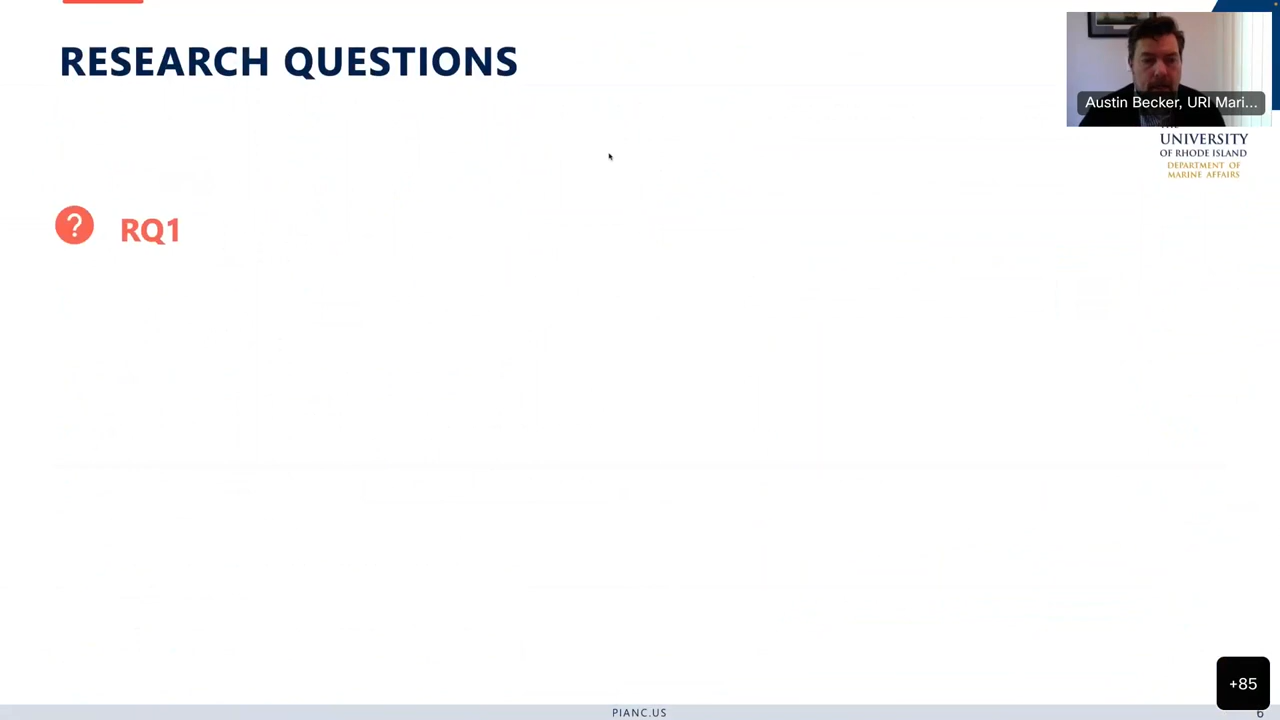 RESEARCH QUESTIONS
Austin Becker, URI Mari...
UNIVERSITY
OF RHODE ISLAND
DEPARTMENT OF
MARINE AFFAIRS
? RQ1
+85
PIANC.US
6